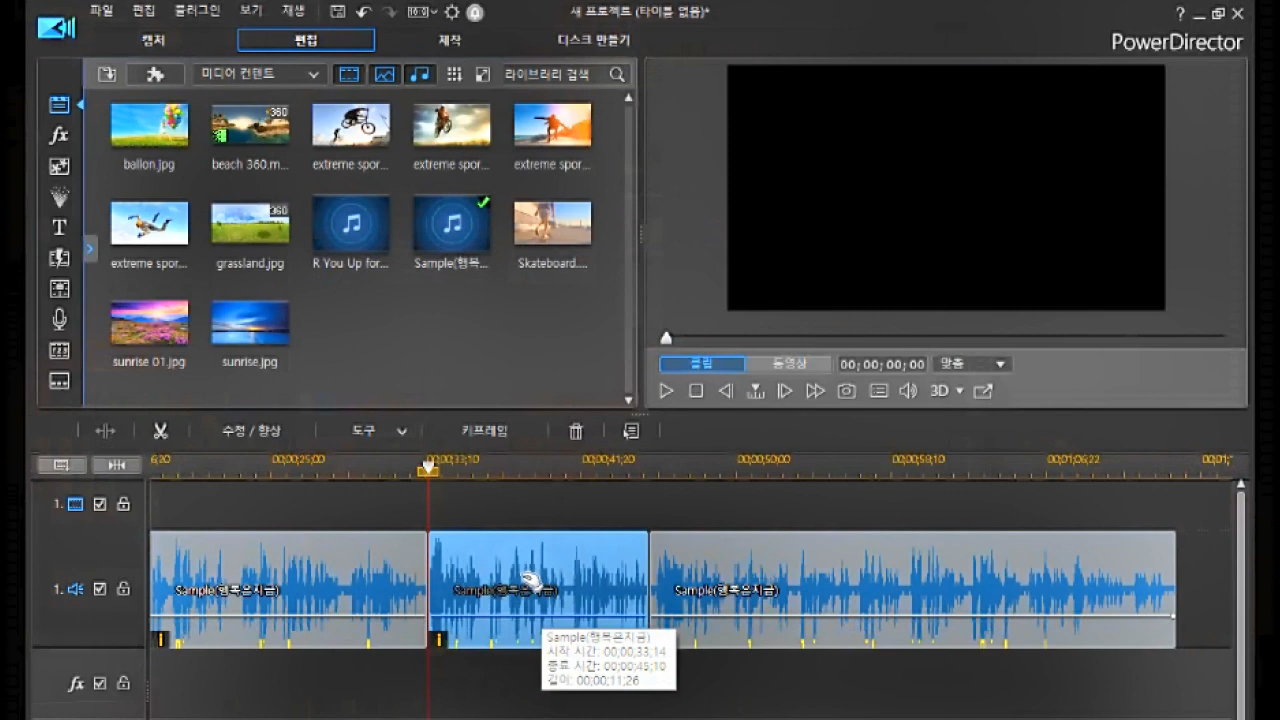 파일 편집 플러그인 보기 재생 16:9 새 프로젝트 (타이틀 없음)* ?
캡처 편집 제작 디스크 만들기 PowerDirector
미디어 컨텐트 라이브러리 검색
360
ballon.jpg beach 360.m... extreme spor... extreme spor... extreme spor...
360
extreme spor... grassland.jpg R You Up for... Sample(행복... Skateboard....
sunrise 01.jpg sunrise.jpg
클립 동영상 00;00;00;00 맞춤
3D
수정 / 향상 도구 키프레임
6;20 00;00;25;00 00;00;33;10 00;00;41;20 00;00;50;00 00;00;58;10 00;01;06;22 00;01;
1.
1. Sample(행복은지금) Sample(행복은지금) Sample(행복은지금)
i i
Sample(행복은지금)
시작 시간: 00;00;33;14
종료 시간: 00;00;45;10
길이: 00;00;11;26
fx